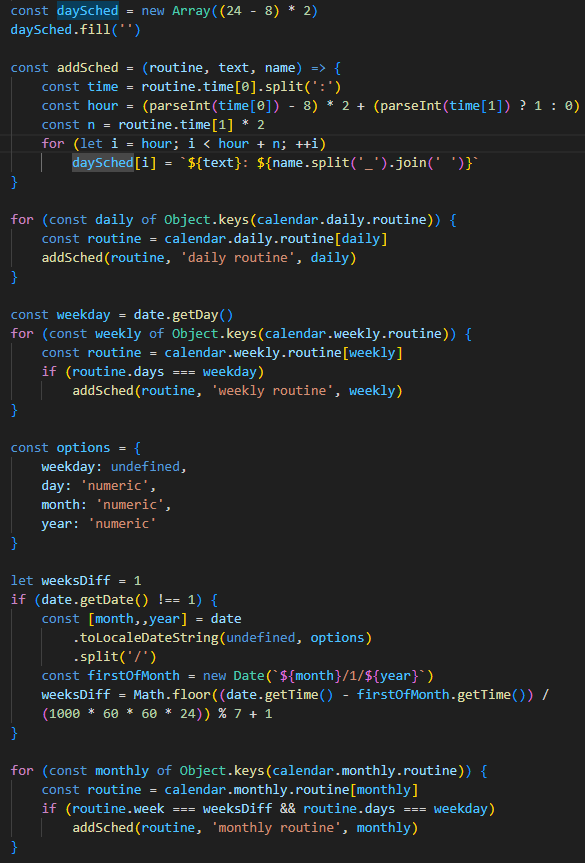 const daySched = new Array((24 - 8) * 2)
daySched.fill('')

const addSched = (routine, text, name) => {
    const time = routine.time[0].split(':')
    const hour = (parseInt(time[0]) - 8) * 2 + (parseInt(time[1]) ? 1 : 0)
    const n = routine.time[1] * 2
    for (let i = hour; i < hour + n; ++i)
        daySched[i] = `${text}: ${name.split('_').join(' ')}`
}

for (const daily of Object.keys(calendar.daily.routine)) {
    const routine = calendar.daily.routine[daily]
    addSched(routine, 'daily routine', daily)
}

const weekday = date.getDay()
for (const weekly of Object.keys(calendar.weekly.routine)) {
    const routine = calendar.weekly.routine[weekly]
    if (routine.days === weekday)
        addSched(routine, 'weekly routine', weekly)
}

const options = {
    weekday: undefined,
    day: 'numeric',
    month: 'numeric',
    year: 'numeric'
}

let weeksDiff = 1
if (date.getDate() !== 1) {
    const [month,,year] = date
        .toLocaleDateString(undefined, options)
        .split('/')
    const firstOfMonth = new Date(`${month}/1/${year}`)
    weeksDiff = Math.floor((date.getTime() - firstOfMonth.getTime()) /
    (1000 * 60 * 60 * 24)) % 7 + 1
}

for (const monthly of Object.keys(calendar.monthly.routine)) {
    const routine = calendar.monthly.routine[monthly]
    if (routine.week === weeksDiff && routine.days === weekday)
        addSched(routine, 'monthly routine', monthly)
}